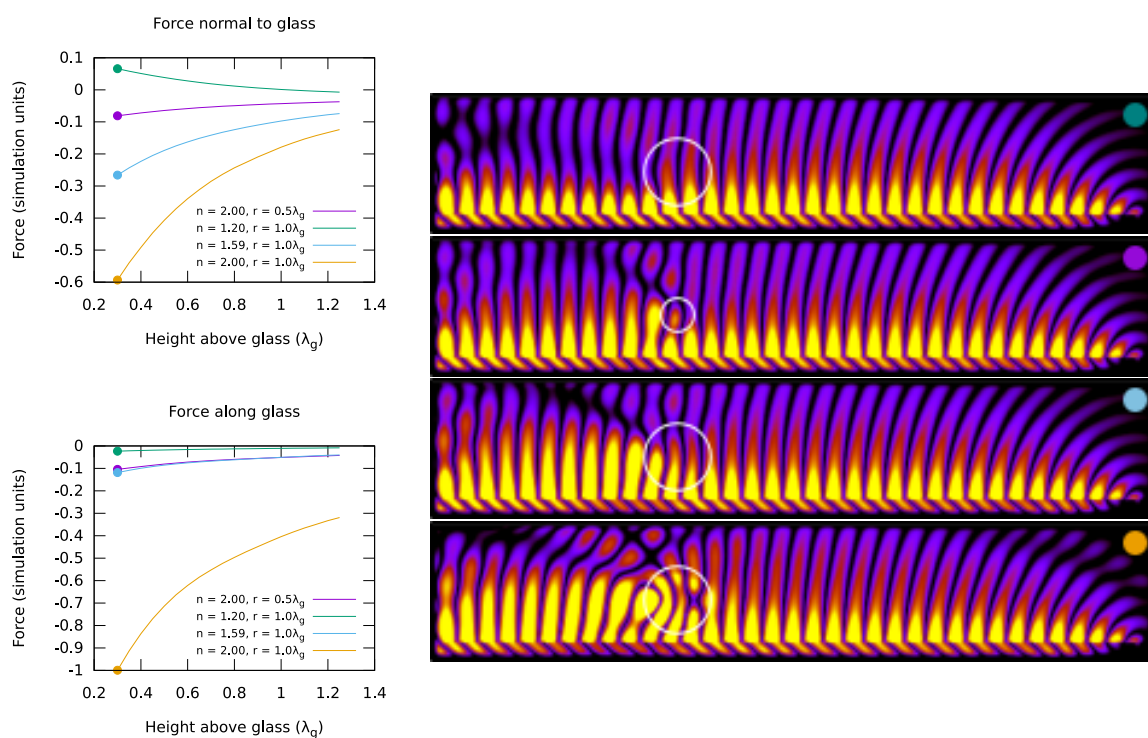 Force normal to glass
Force (simulation units)
0.1
0
-0.1
-0.2
-0.3
-0.4
-0.5
-0.6
n = 2.00, r = 0.5λg
n = 1.20, r = 1.0λg
n = 1.59, r = 1.0λg
n = 2.00, r = 1.0λg
0.2 0.4 0.6 0.8 1 1.2 1.4
Height above glass (λg)
Force along glass
Force (simulation units)
0
-0.1
-0.2
-0.3
-0.4
-0.5
-0.6
-0.7
-0.8
-0.9
-1
n = 2.00, r = 0.5λg
n = 1.20, r = 1.0λg
n = 1.59, r = 1.0λg
n = 2.00, r = 1.0λg
0.2 0.4 0.6 0.8 1 1.2 1.4
Height above glass (λg)